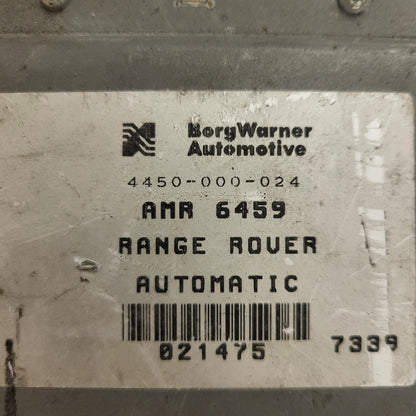 BorgWarner
Automotive
4450-000-024
AMR 6459
RANGE ROVER
AUTOMATIC
021475 7339